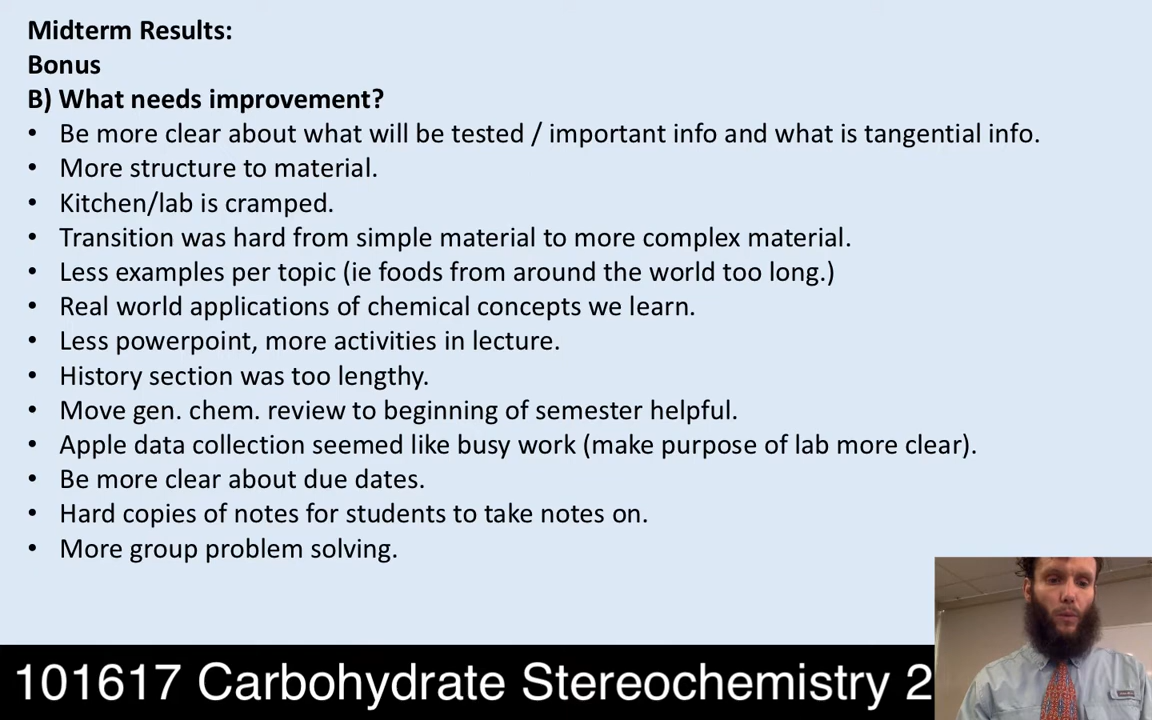 Midterm Results:
Bonus
B) What needs improvement?
• Be more clear about what will be tested / important info and what is tangential info.
• More structure to material.
• Kitchen/lab is cramped.
• Transition was hard from simple material to more complex material.
• Less examples per topic (ie foods from around the world too long.)
• Real world applications of chemical concepts we learn.
• Less powerpoint, more activities in lecture.
• History section was too lengthy.
• Move gen. chem. review to beginning of semester helpful.
• Apple data collection seemed like busy work (make purpose of lab more clear).
• Be more clear about due dates.
• Hard copies of notes for students to take notes on.
• More group problem solving.
101617 Carbohydrate Stereochemistry 2